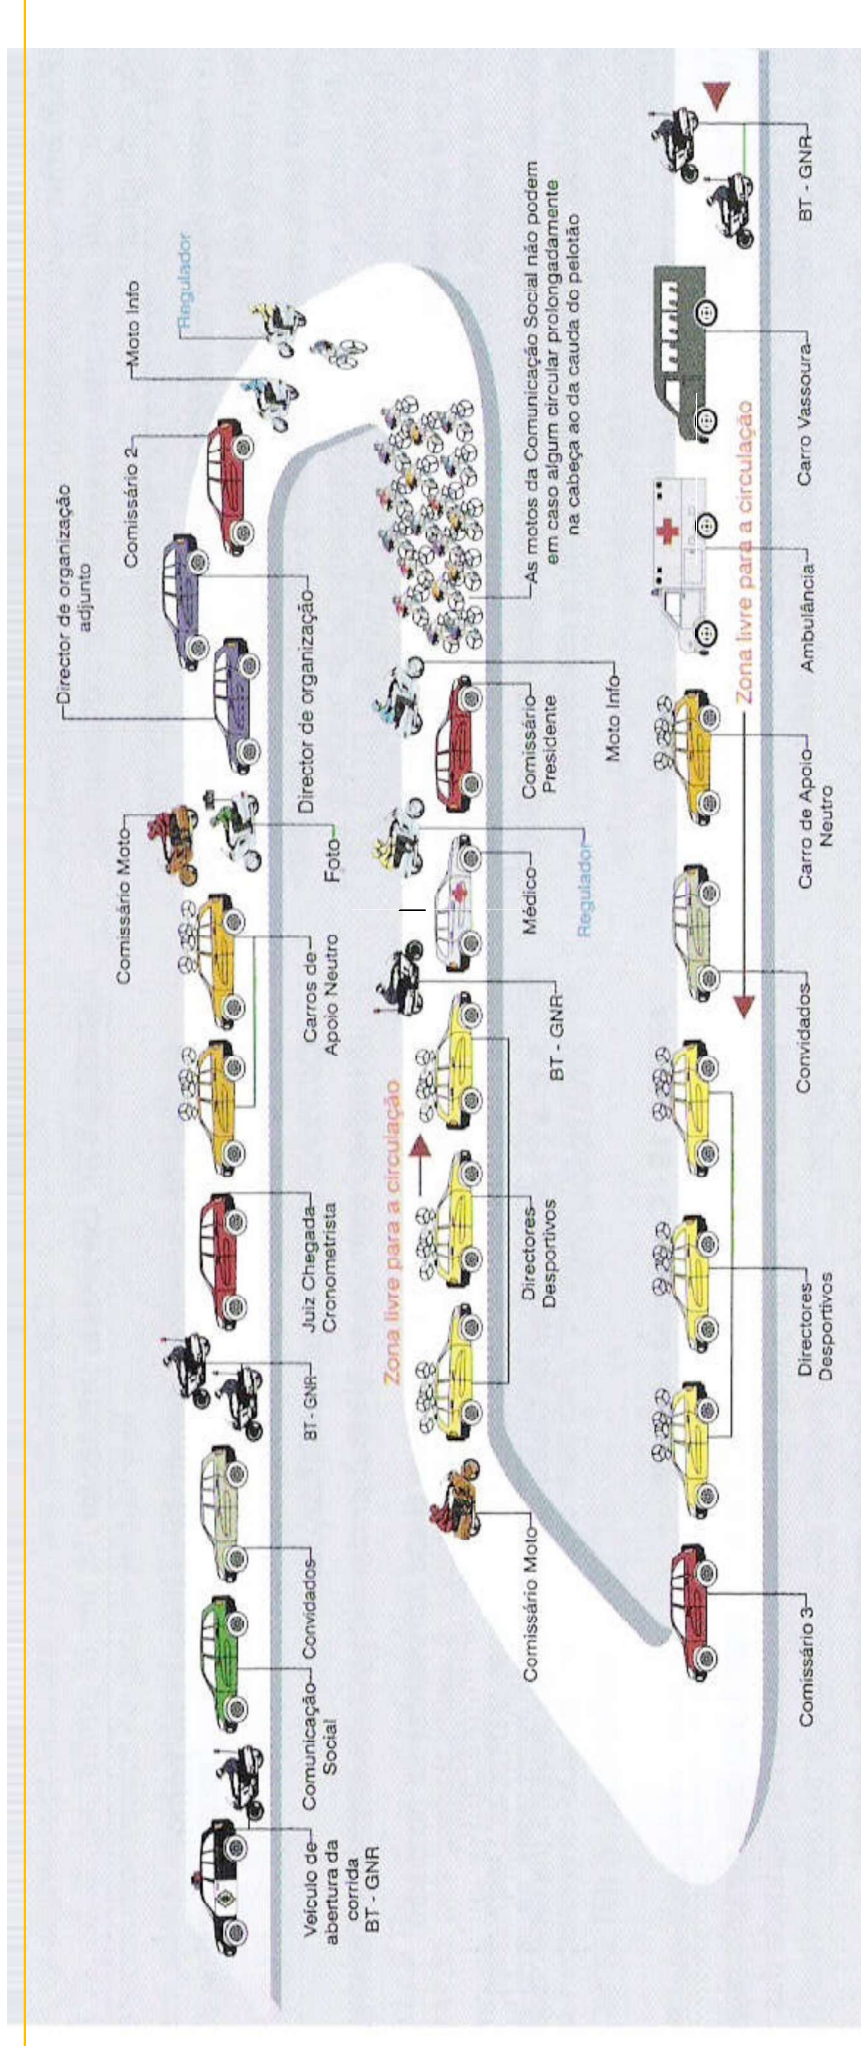 Director de organização
adjunto
Comissário 2
Moto Info
Regulador
Comissário Moto
Veículo de
abertura da
corrida
BT - GNR
Comunicação
Social
Convidados
BT - GNR
Juiz Chegada
Cronometrista
Carros de
Apoio Neutro
Foto
Director de organização
Zona livre para a circulação
Comissário Moto
Directores
Desportivos
BT - GNR
Médico
Regulador
Comissário
Presidente
Moto Info
As motos da Comunicação Social não podem
em caso algum circular prolongadamente
na cabeça ao da cauda do pelotão
Zona livre para a circulação
Comissário 3
Directores
Desportivos
Convidados
Carro de Apoio
Neutro
Ambulância
Carro Vassoura
BT - GNR